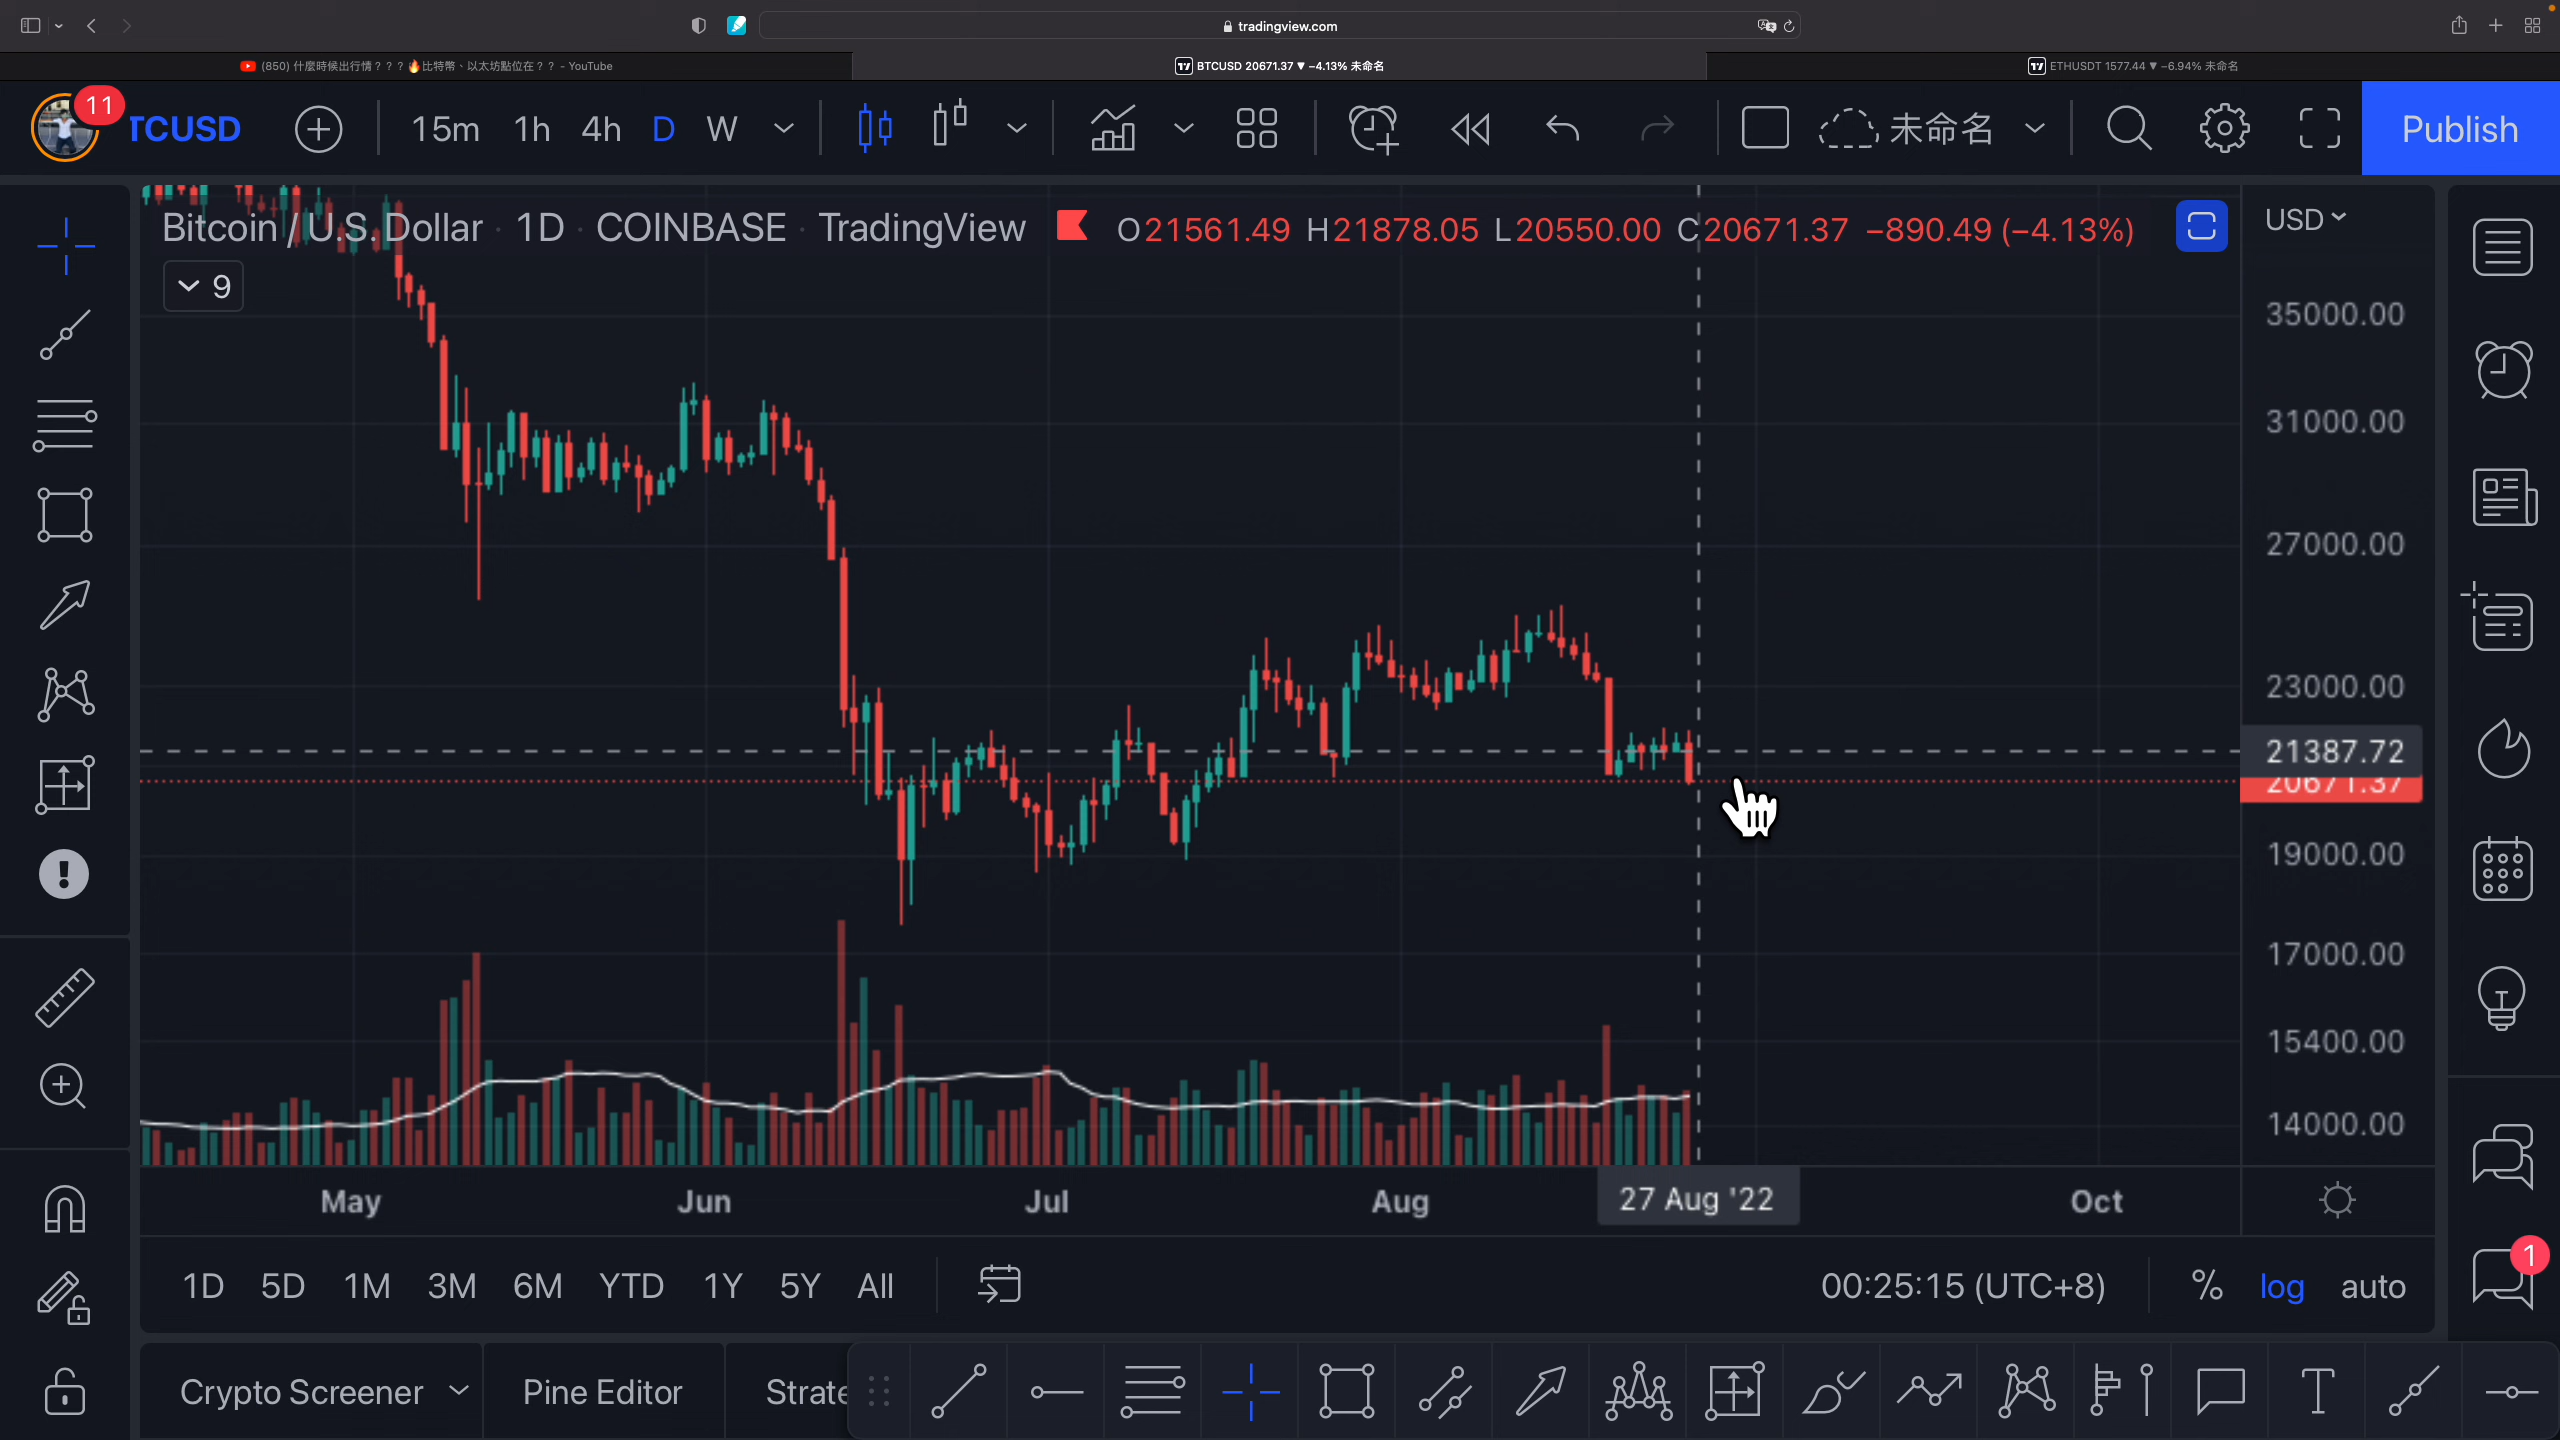 tradingview.com
(850) 什麼時候出行情？？？🔥比特幣、以太坊點位在？？ - YouTube
BTCUSD 20671.37 ▼ −4.13% 未命名
ETHUSDT 1577.44 ▼ −6.94% 未命名
11
TCUSD
15m 1h 4h D W
未命名
Publish
Bitcoin / U.S. Dollar · 1D · COINBASE · TradingView O21561.49 H21878.05 L20550.00 C20671.37 −890.49 (−4.13%)
USD
9
35000.00
31000.00
27000.00
23000.00
21387.72
20671.37
19000.00
17000.00
15400.00
14000.00
May Jun Jul Aug 27 Aug '22 Oct
1
1D 5D 1M 3M 6M YTD 1Y 5Y All
00:25:15 (UTC+8) % log auto
Crypto Screener Pine Editor Strate